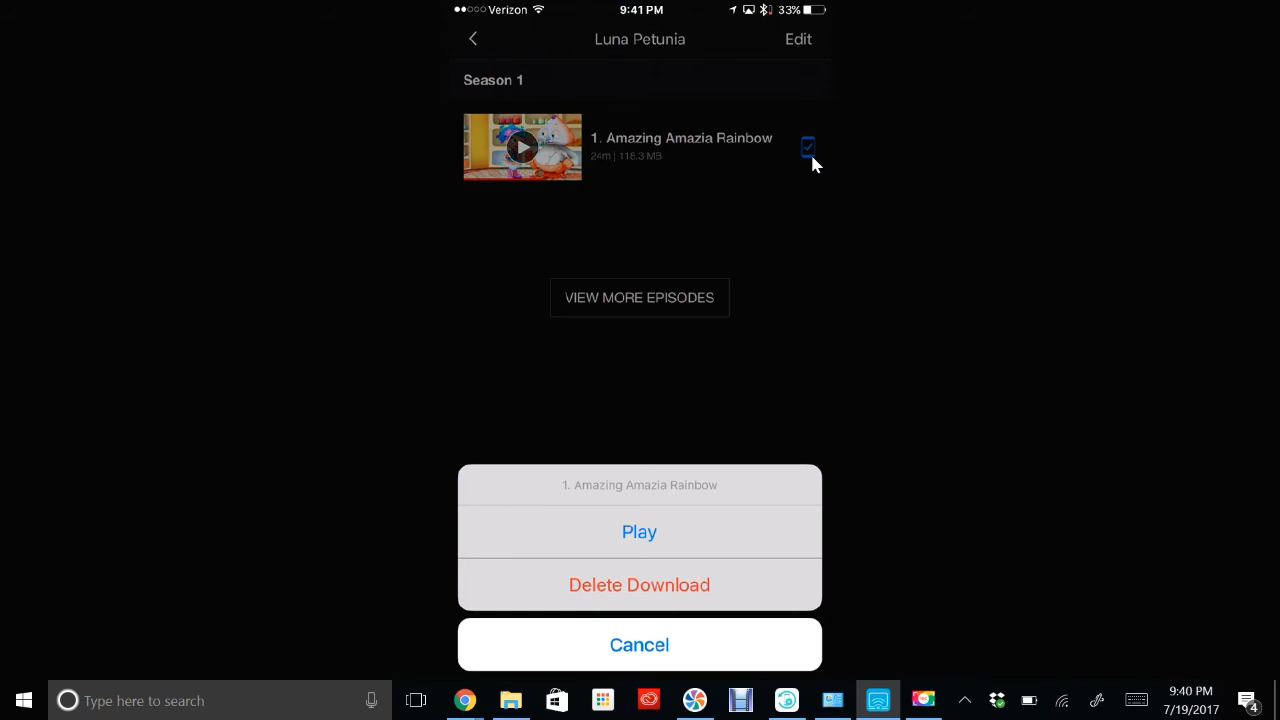 Verizon 9:41 PM 33%
Luna Petunia Edit
Season 1
1. Amazing Amazia Rainbow
24m | 116.3 MB
VIEW MORE EPISODES
1. Amazing Amazia Rainbow
Play
Delete Download
Cancel
Type here to search
9:40 PM
7/19/2017
4